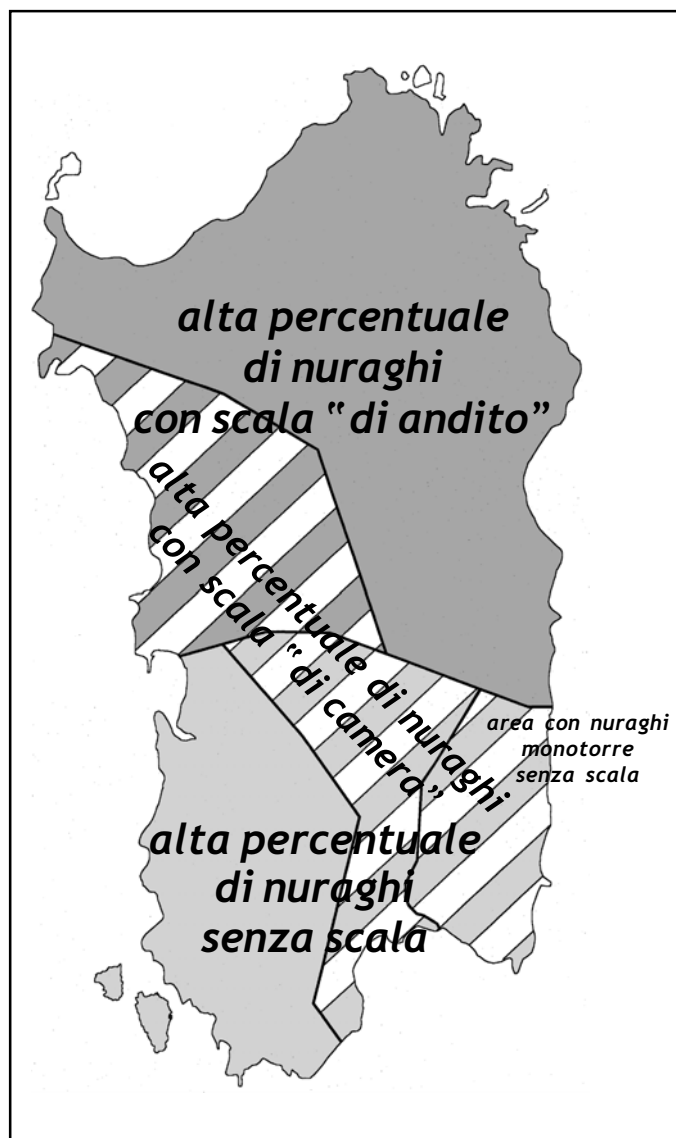 alta percentuale
di nuraghi
con scala “di andito”
alta percentuale di nuraghi
con scala “di camera”
area con nuraghi
monotorre
senza scala
alta percentuale
di nuraghi
senza scala